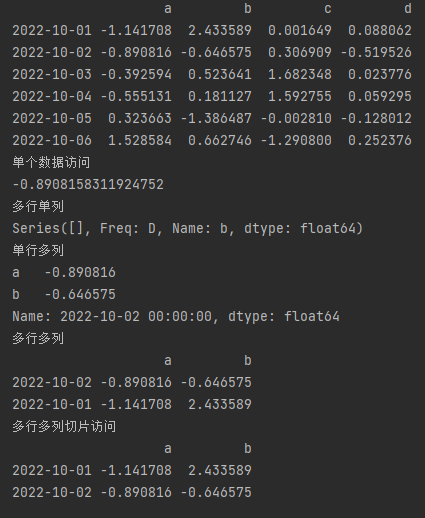 a         b         c         d
2022-10-01 -1.141708  2.433589  0.001649  0.088062
2022-10-02 -0.890816 -0.646575  0.306909 -0.519526
2022-10-03 -0.392594  0.523641  1.682348  0.023776
2022-10-04 -0.555131  0.181127  1.592755  0.059295
2022-10-05  0.323663 -1.386487 -0.002810 -0.128012
2022-10-06  1.528584  0.662746 -1.290800  0.252376
单个数据访问
-0.8908158311924752
多行单列
Series([], Freq: D, Name: b, dtype: float64)
单行多列
a   -0.890816
b   -0.646575
Name: 2022-10-02 00:00:00, dtype: float64
多行多列
                   a         b
2022-10-02 -0.890816 -0.646575
2022-10-01 -1.141708  2.433589
多行多列切片访问
                   a         b
2022-10-01 -1.141708  2.433589
2022-10-02 -0.890816 -0.646575